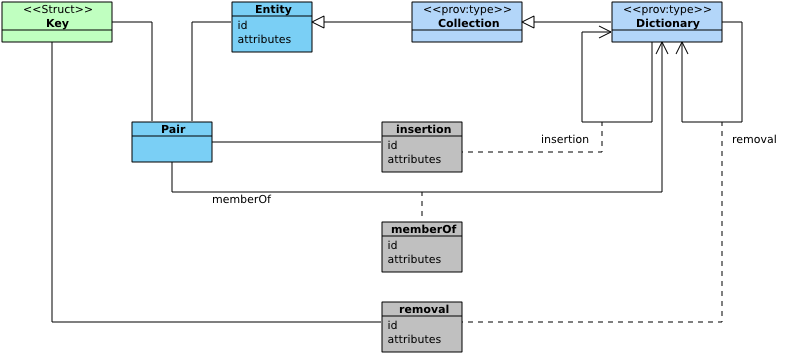 <<Struct>>
Key
Entity
id
attributes
<<prov:type>>
Collection
<<prov:type>>
Dictionary
Pair
insertion
id
attributes
insertion
removal
memberOf
memberOf
id
attributes
removal
id
attributes